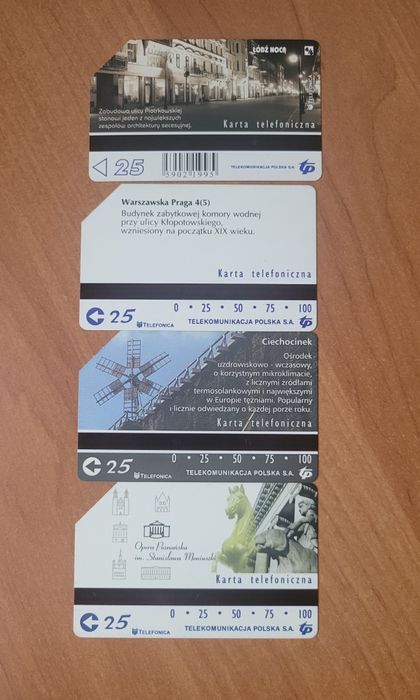 ŁÓDŹ NOCĄ
Zabudowa ulicy Piotrkowskiej
stanowi jeden z największych
zespołów architektury secesyjnej.
Karta telefoniczna
25
5902 1995
TELEKOMUNIKACJA POLSKA S.A. tp
Warszawska Praga 4(5)
Budynek zabytkowej komory wodnej
przy ulicy Kłopotowskiego,
wzniesiony na początku XIX wieku.
Karta telefoniczna
0 • 25 • 50 • 75 • 100
25 TELEFONICA TELEKOMUNIKACJA POLSKA S.A. tp
Ciechocinek
Ośrodek
uzdrowiskowo - wczasowy,
o korzystnym mikroklimacie,
z licznymi źródłami
termosolankowymi i największymi
w Europie tężniami. Popularny
i licznie odwiedzany o każdej porze roku.
Karta telefoniczna
0 • 25 • 50 • 75 • 100
25 TELEFONICA TELEKOMUNIKACJA POLSKA S.A. tp
Opera Poznańska
im. Stanisława Moniuszki
Karta telefoniczna
0 • 25 • 50 • 75 • 100
25 TELEFONICA TELEKOMUNIKACJA POLSKA S.A. tp